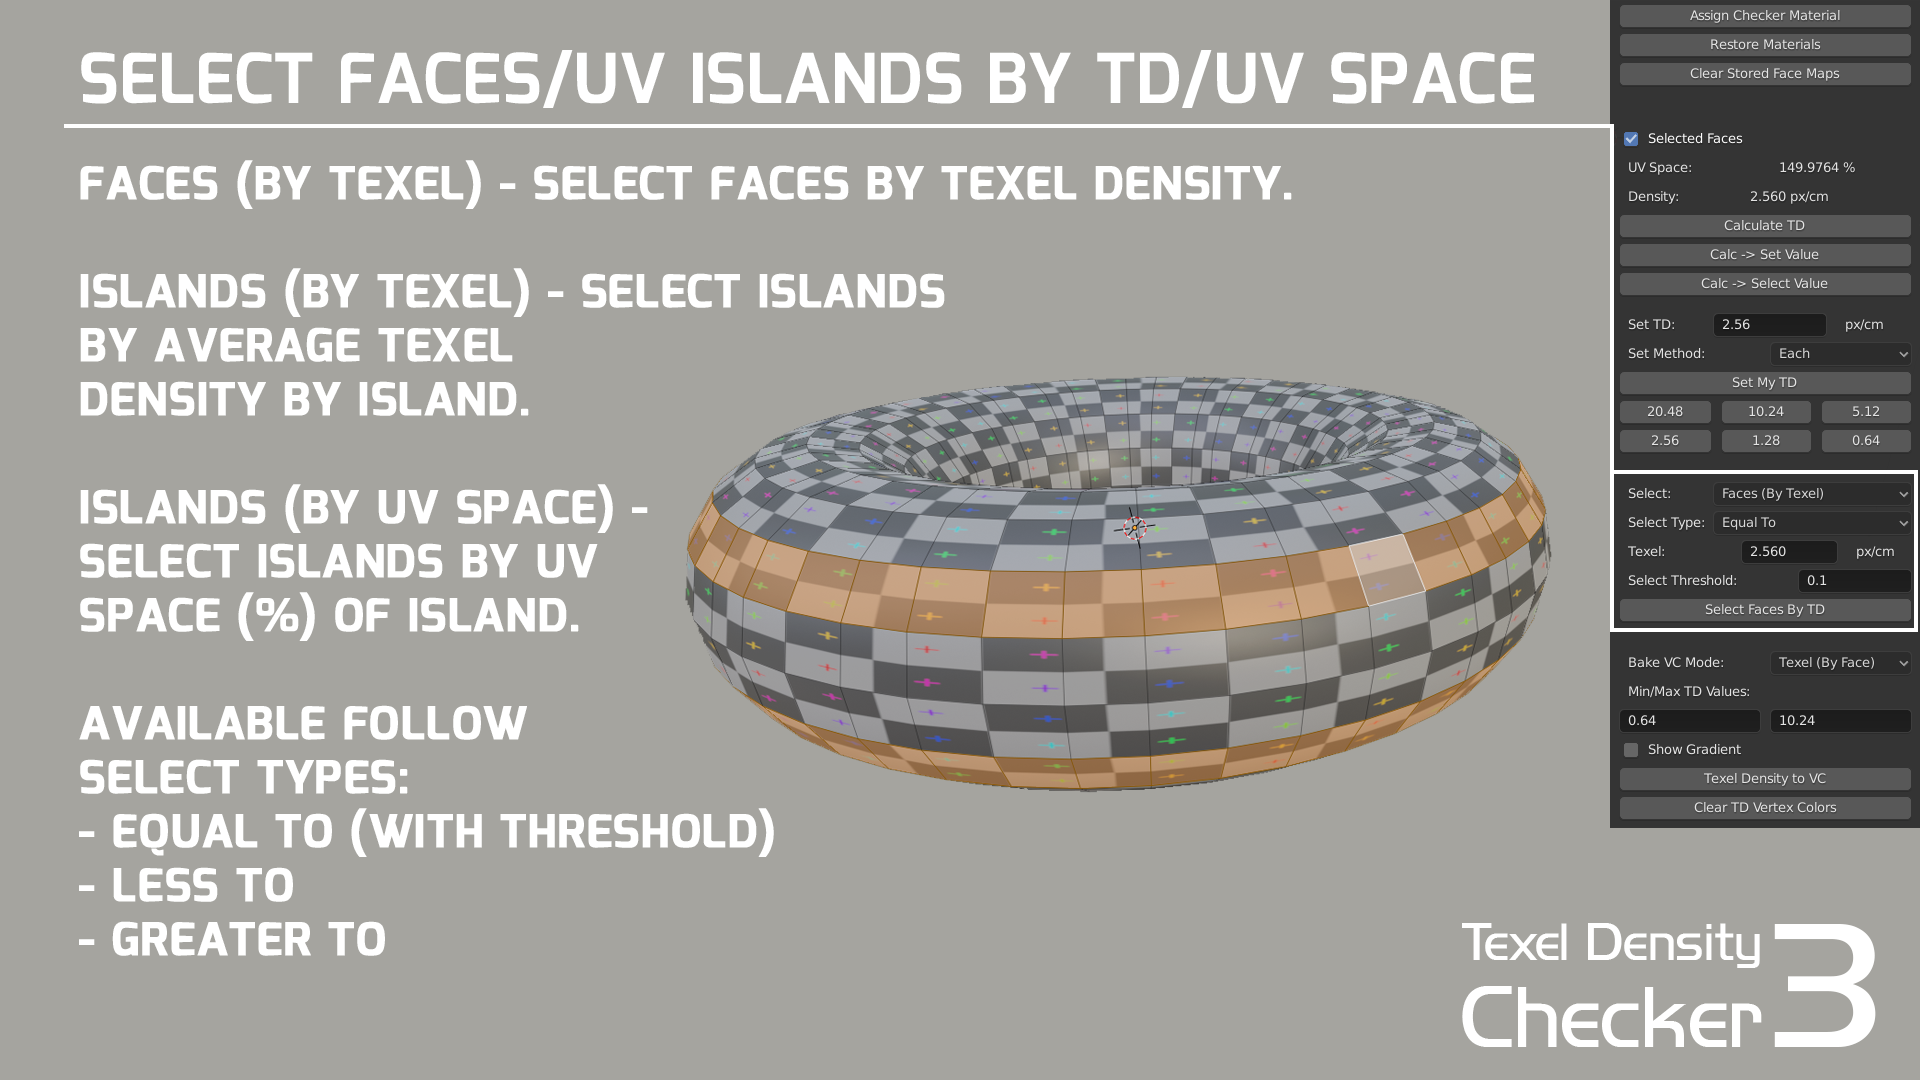 SELECT FACES/UV ISLANDS BY TD/UV SPACE
FACES (BY TEXEL) - SELECT FACES BY TEXEL DENSITY.
ISLANDS (BY TEXEL) - SELECT ISLANDS
BY AVERAGE TEXEL
DENSITY BY ISLAND.
ISLANDS (BY UV SPACE) -
SELECT ISLANDS BY UV
SPACE (%) OF ISLAND.
AVAILABLE FOLLOW
SELECT TYPES:
- EQUAL TO (WITH THRESHOLD)
- LESS TO
- GREATER TO
Assign Checker Material
Restore Materials
Clear Stored Face Maps
Selected Faces
UV Space: 149.9764 %
Density: 2.560 px/cm
Calculate TD
Calc -> Set Value
Calc -> Select Value
Set TD: 2.56 px/cm
Set Method: Each
Set My TD
20.48 10.24 5.12
2.56 1.28 0.64
Select: Faces (By Texel)
Select Type: Equal To
Texel: 2.560 px/cm
Select Threshold: 0.1
Select Faces By TD
Bake VC Mode: Texel (By Face)
Min/Max TD Values:
0.64 10.24
Show Gradient
Texel Density to VC
Clear TD Vertex Colors
Texel Density
Checker 3